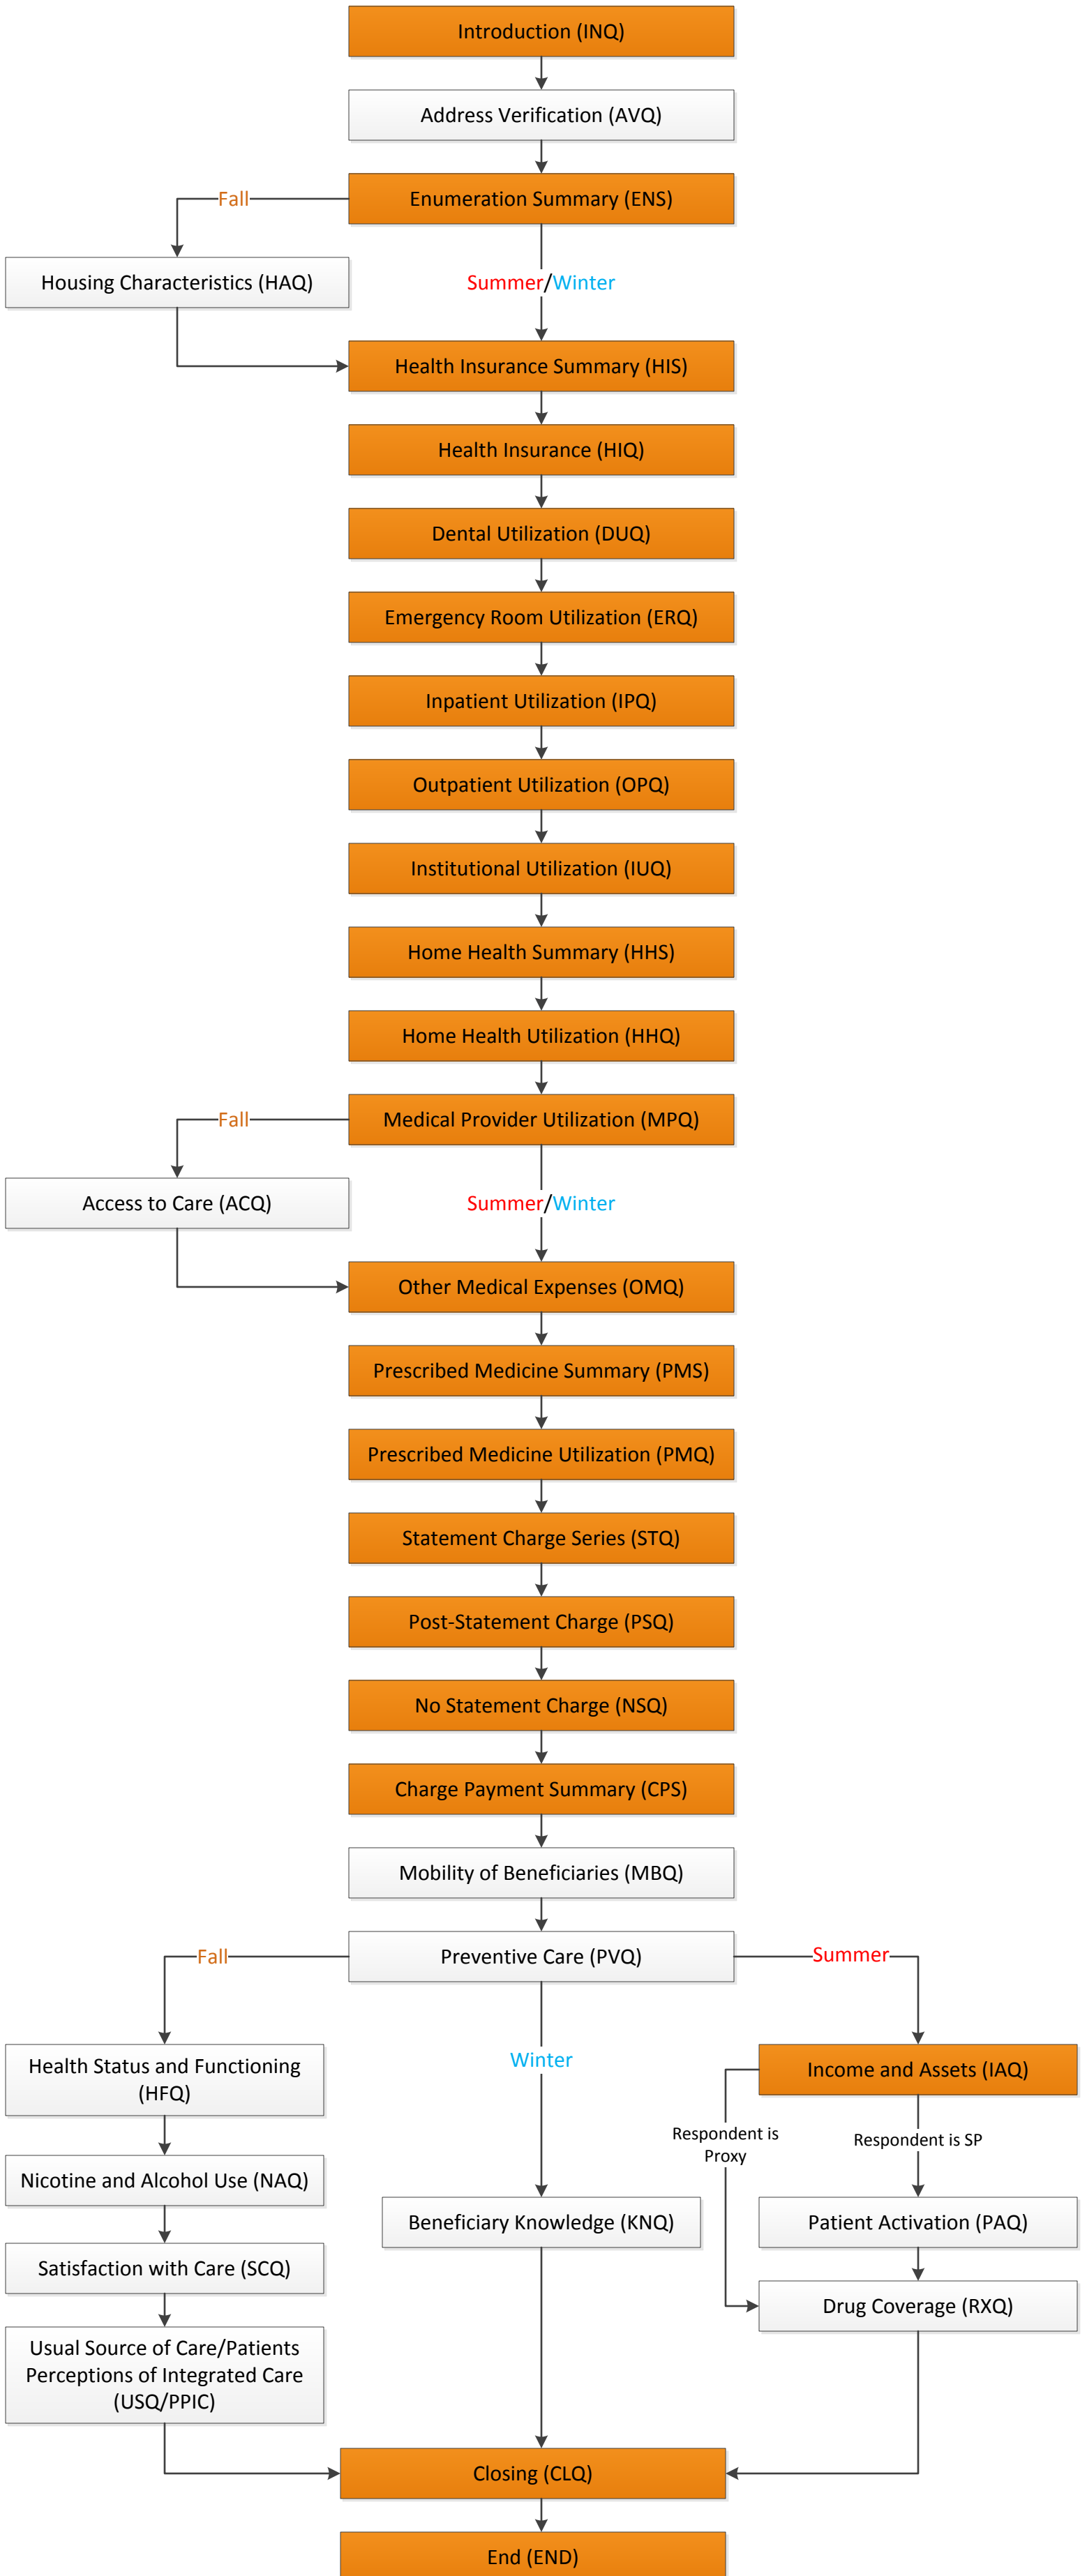 Introduction (INQ)
Address Verification (AVQ)
Fall
Enumeration Summary (ENS)
Housing Characteristics (HAQ)
Summer/Winter
Health Insurance Summary (HIS)
Health Insurance (HIQ)
Dental Utilization (DUQ)
Emergency Room Utilization (ERQ)
Inpatient Utilization (IPQ)
Outpatient Utilization (OPQ)
Institutional Utilization (IUQ)
Home Health Summary (HHS)
Home Health Utilization (HHQ)
Fall
Medical Provider Utilization (MPQ)
Access to Care (ACQ)
Summer/Winter
Other Medical Expenses (OMQ)
Prescribed Medicine Summary (PMS)
Prescribed Medicine Utilization (PMQ)
Statement Charge Series (STQ)
Post-Statement Charge (PSQ)
No Statement Charge (NSQ)
Charge Payment Summary (CPS)
Mobility of Beneficiaries (MBQ)
Fall
Preventive Care (PVQ)
Summer
Health Status and Functioning
(HFQ)
Nicotine and Alcohol Use (NAQ)
Satisfaction with Care (SCQ)
Usual Source of Care/Patients
Perceptions of Integrated Care
(USQ/PPIC)
Winter
Beneficiary Knowledge (KNQ)
Income and Assets (IAQ)
Respondent is
Proxy
Respondent is SP
Patient Activation (PAQ)
Drug Coverage (RXQ)
Closing (CLQ)
End (END)